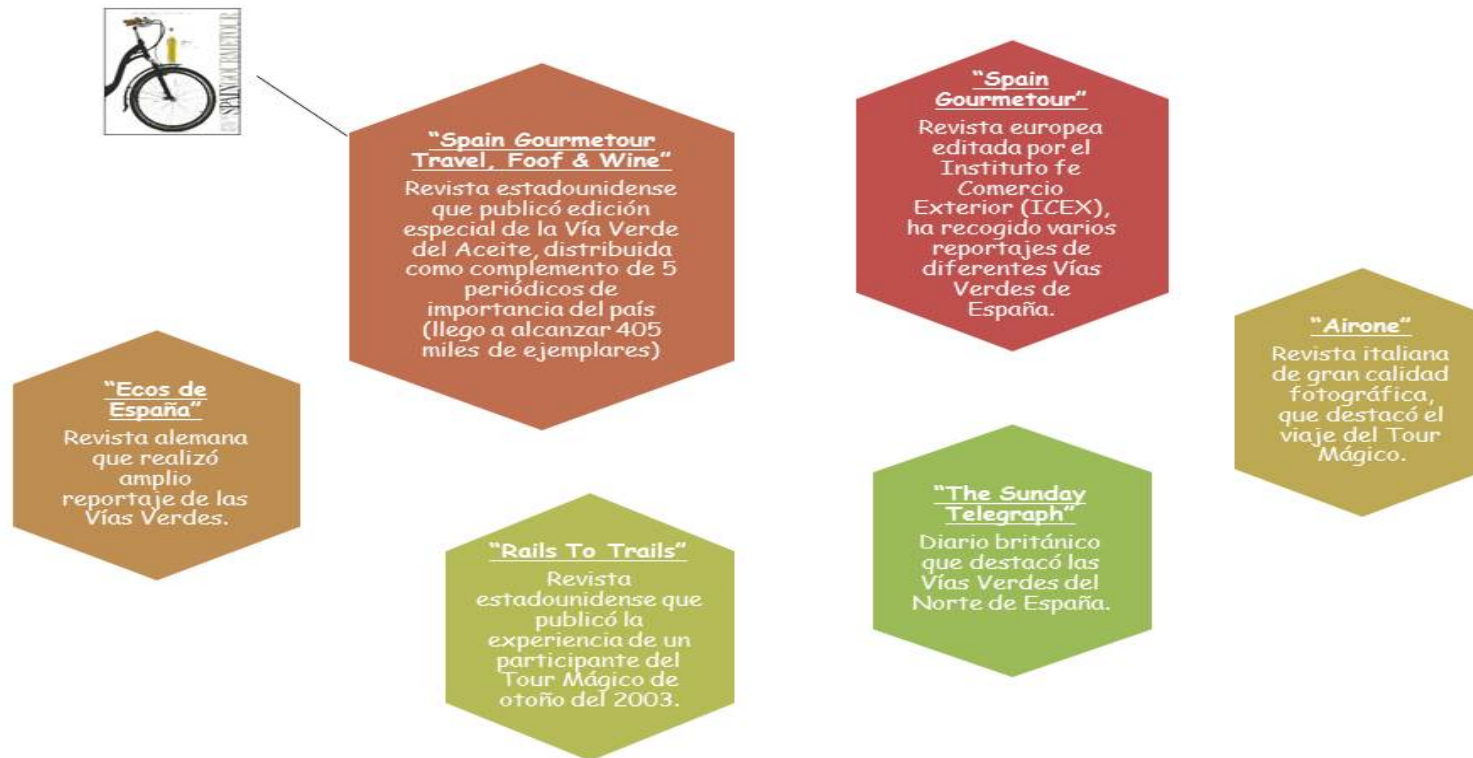 SPAINGOURMETOUR
“Spain Gourmetour
Travel, Foof & Wine”
Revista estadounidense
que publicó edición
especial de la Vía Verde
del Aceite, distribuida
como complemento de 5
periódicos de
importancia del país
(llego a alcanzar 405
miles de ejemplares)
“Spain
Gourmetour”
Revista europea
editada por el
Instituto fe
Comercio
Exterior (ICEX),
ha recogido varios
reportajes de
diferentes Vías
Verdes de
España.
“Airone”
Revista italiana
de gran calidad
fotográfica,
que destacó el
viaje del Tour
Mágico.
“Ecos de
España”
Revista alemana
que realizó
amplio
reportaje de las
Vías Verdes.
“Rails To Trails”
Revista
estadounidense que
publicó la
experiencia de un
participante del
Tour Mágico de
otoño del 2003.
“The Sunday
Telegraph”
Diario británico
que destacó las
Vías Verdes del
Norte de España.